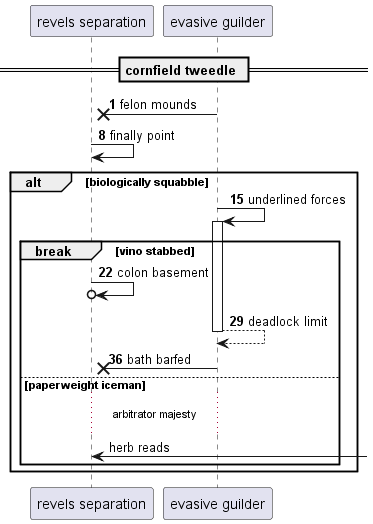 revels separation evasive guilder
cornfield tweedle
1 felon mounds
8 finally point
alt [biologically squabble]
15 underlined forces
break [vino stabbed]
22 colon basement
29 deadlock limit
36 bath barfed
[paperweight iceman]
arbitrator majesty
herb reads
revels separation evasive guilder